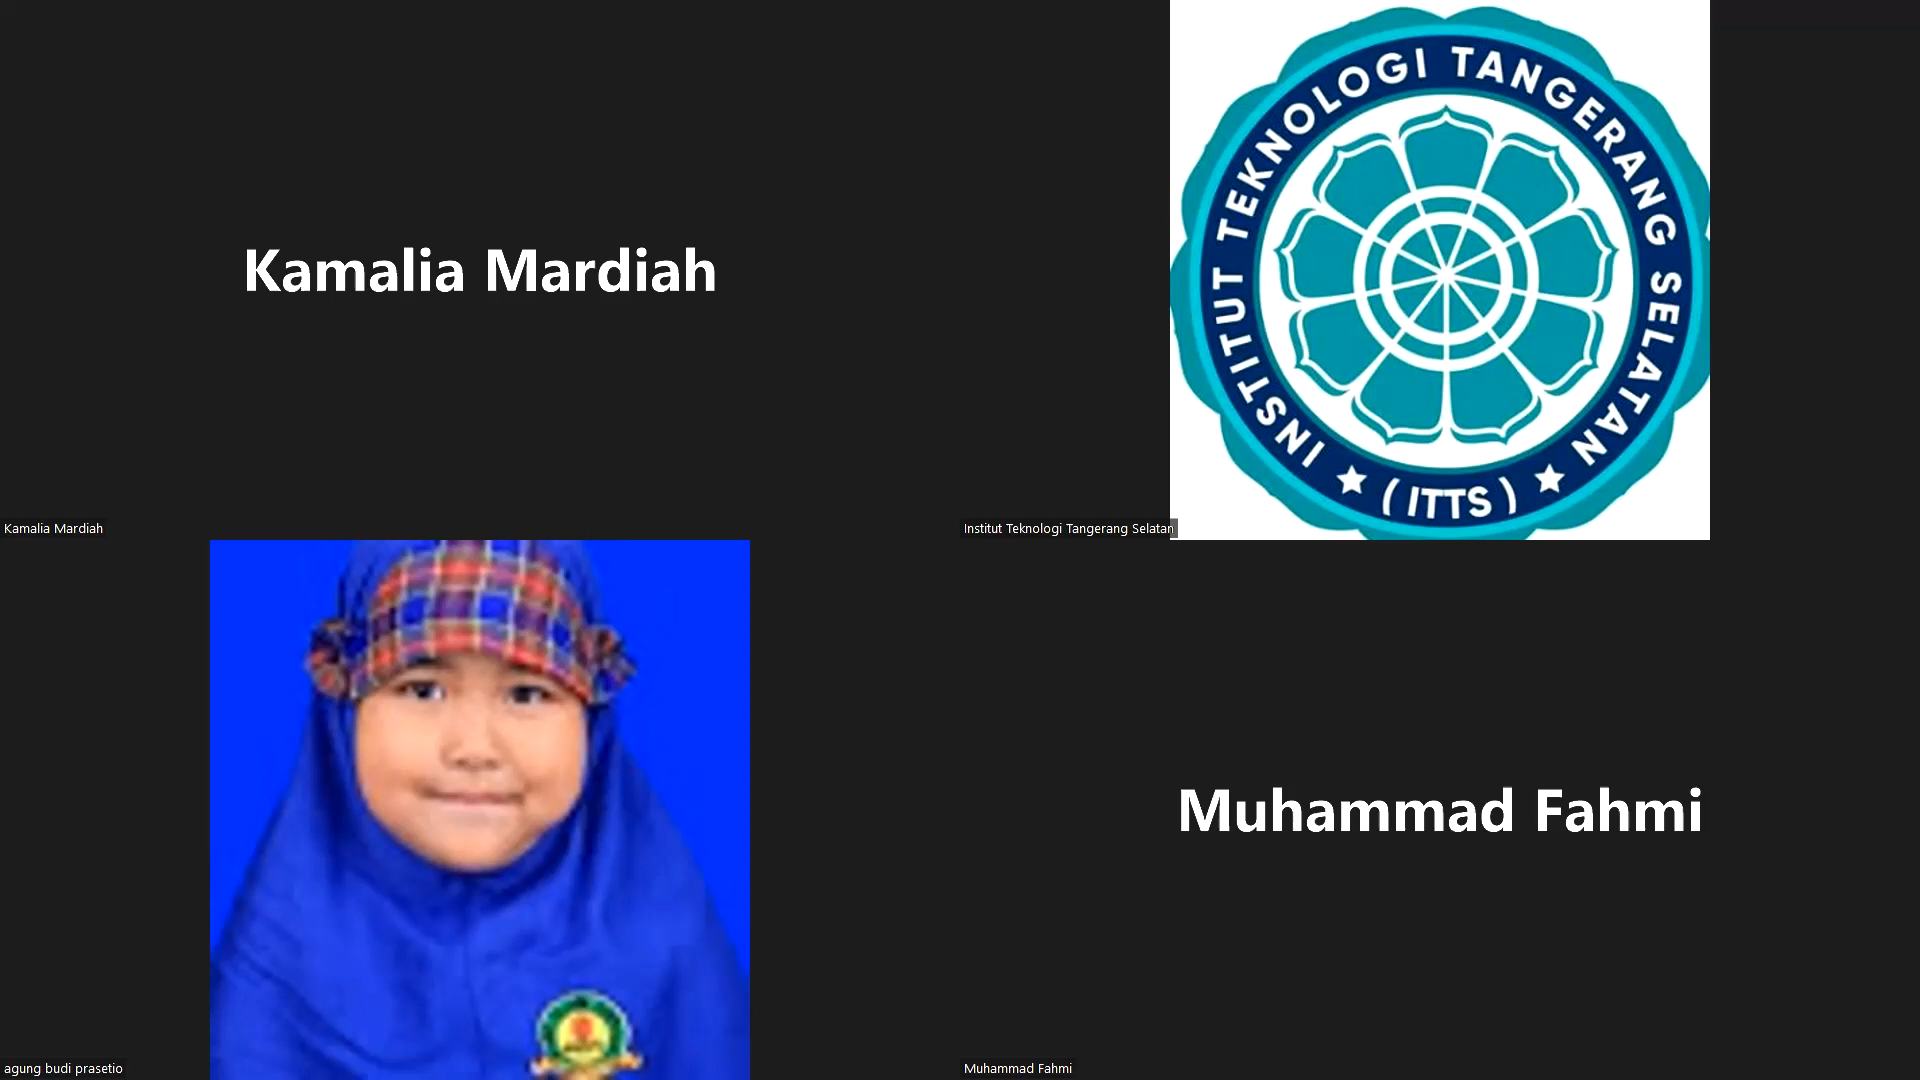 Kamalia Mardiah
Kamalia Mardiah
INSTITUT TEKNOLOGI TANGERANG SELATAN
( ITTS )
Institut Teknologi Tangerang Selatan
agung budi prasetio
Muhammad Fahmi
Muhammad Fahmi